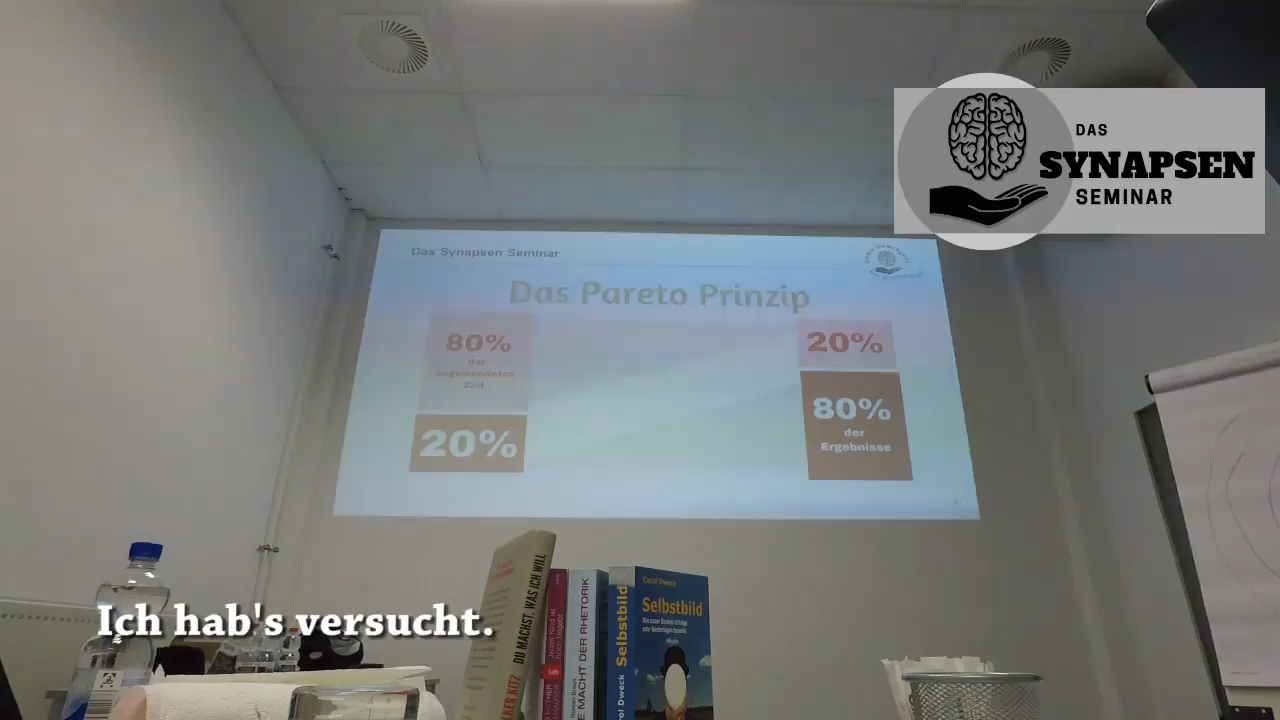 DAS
SYNAPSEN
SEMINAR
Das Synapsen Seminar
Das Pareto Prinzip
80%
der
angewendeten
Zeit
20%
20%
80%
der
Ergebnisse
DU MACHST, WAS ICH WILL
DIE MACHT DER RHETORIK
Selbstbild
Carol Dweck
Selbstbild
Ich hab's versucht.